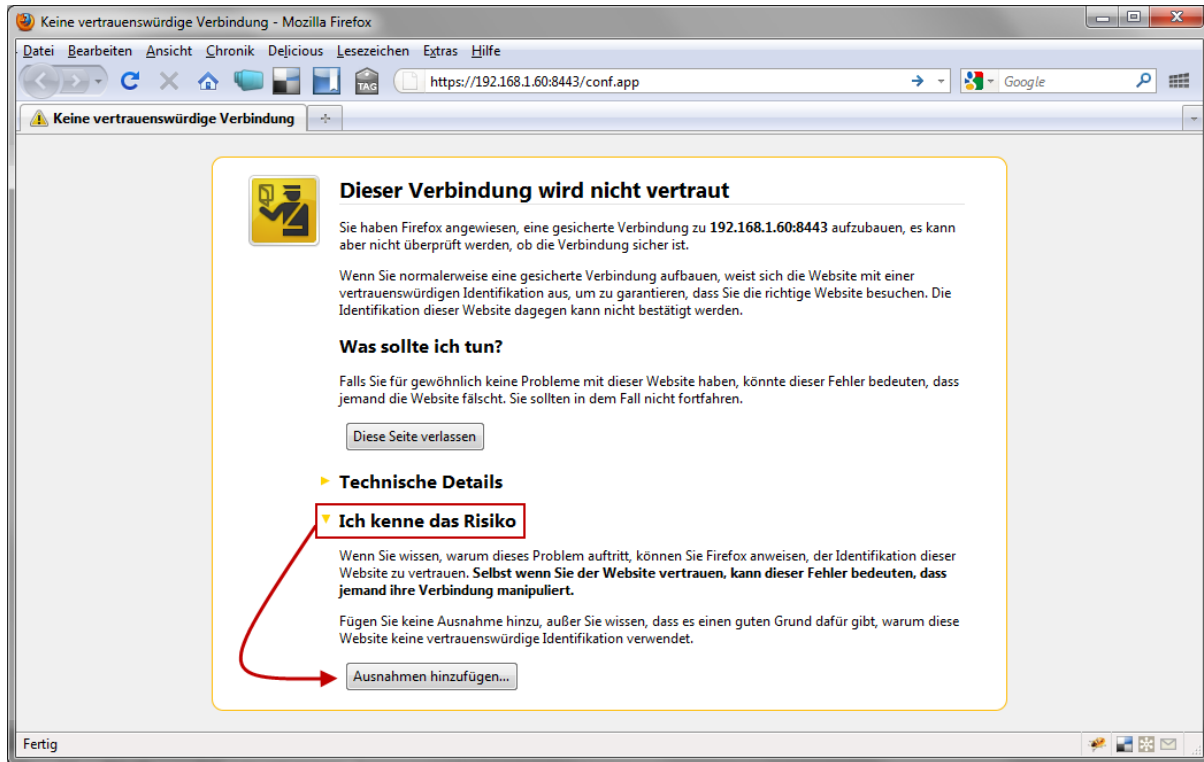 Keine vertrauenswürdige Verbindung - Mozilla Firefox
Datei Bearbeiten Ansicht Chronik Delicious Lesezeichen Extras Hilfe
TAG
https://192.168.1.60:8443/conf.app
Google
Keine vertrauenswürdige Verbindung
Dieser Verbindung wird nicht vertraut
Sie haben Firefox angewiesen, eine gesicherte Verbindung zu 192.168.1.60:8443 aufzubauen, es kann
aber nicht überprüft werden, ob die Verbindung sicher ist.
Wenn Sie normalerweise eine gesicherte Verbindung aufbauen, weist sich die Website mit einer
vertrauenswürdigen Identifikation aus, um zu garantieren, dass Sie die richtige Website besuchen. Die
Identifikation dieser Website dagegen kann nicht bestätigt werden.
Was sollte ich tun?
Falls Sie für gewöhnlich keine Probleme mit dieser Website haben, könnte dieser Fehler bedeuten, dass
jemand die Website fälscht. Sie sollten in dem Fall nicht fortfahren.
Diese Seite verlassen
Technische Details
Ich kenne das Risiko
Wenn Sie wissen, warum dieses Problem auftritt, können Sie Firefox anweisen, der Identifikation dieser
Website zu vertrauen. Selbst wenn Sie der Website vertrauen, kann dieser Fehler bedeuten, dass
jemand ihre Verbindung manipuliert.
Fügen Sie keine Ausnahme hinzu, außer Sie wissen, dass es einen guten Grund dafür gibt, warum diese
Website keine vertrauenswürdige Identifikation verwendet.
Ausnahmen hinzufügen...
Fertig